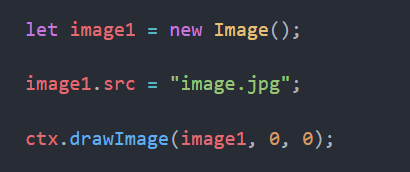 let image1 = new Image();
image1.src = "image.jpg";
ctx.drawImage(image1, 0, 0);